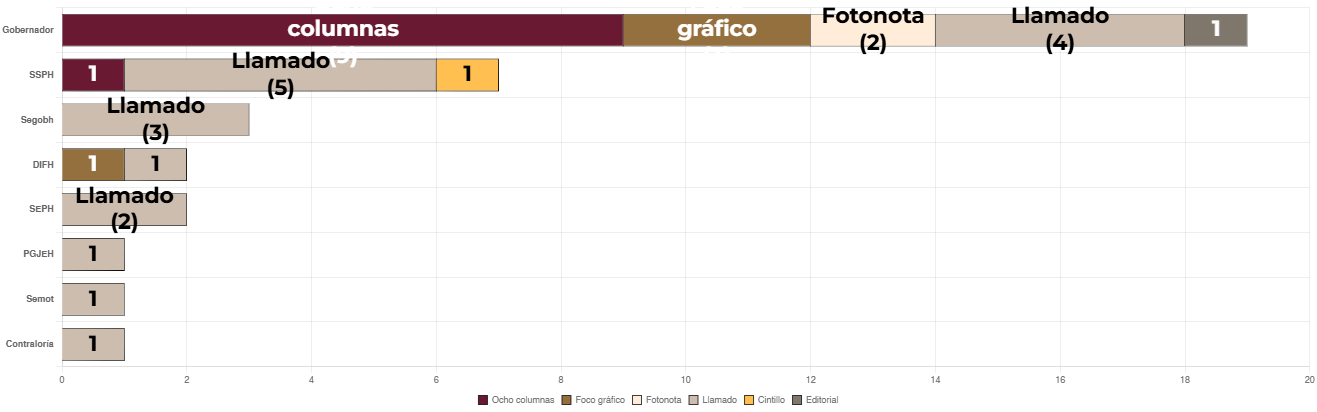 Gobernador
columnas
gráfico
Fotonota
(2)
Llamado
(4)
1
SSPH
1
Llamado
(5)
1
Segobh
Llamado
(3)
DIFH
1
1
SEPH
Llamado
(2)
PGJEH
1
Semot
1
Contraloría
1
0 2 4 6 8 10 12 14 16 18 20
Ocho columnas Foco gráfico Fotonota Llamado Cintillo Editorial